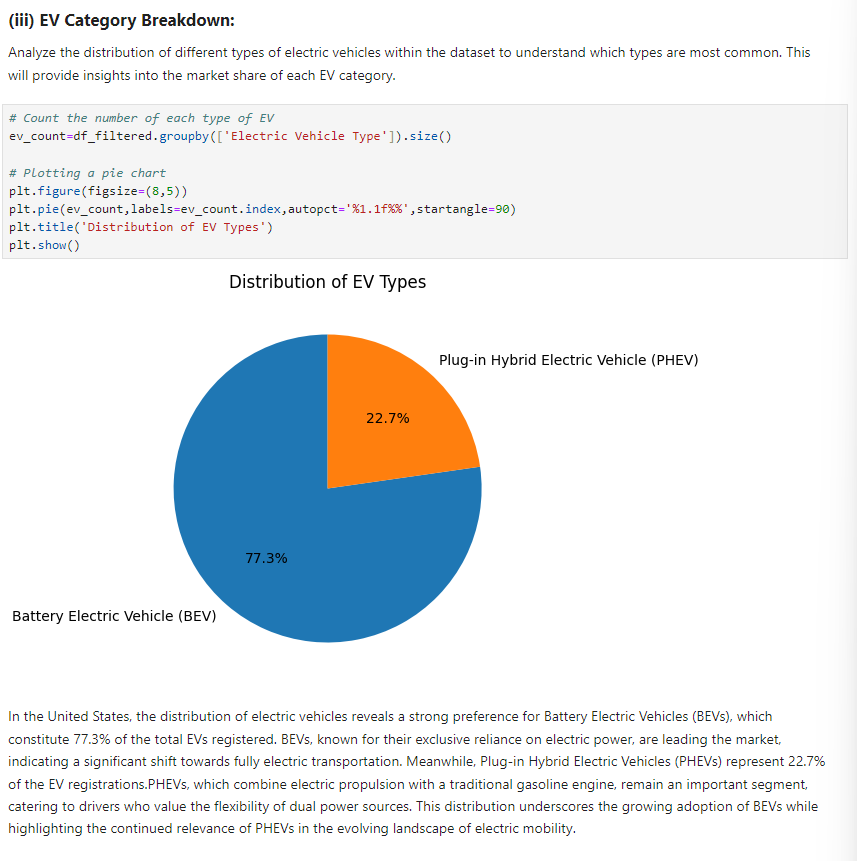 (iii) EV Category Breakdown:
Analyze the distribution of different types of electric vehicles within the dataset to understand which types are most common. This
will provide insights into the market share of each EV category.
# Count the number of each type of EV
ev_count=df_filtered.groupby(['Electric Vehicle Type']).size()
# Plotting a pie chart
plt.figure(figsize=(8,5))
plt.pie(ev_count,labels=ev_count.index,autopct='%1.1f%%',startangle=90)
plt.title('Distribution of EV Types')
plt.show()
Distribution of EV Types
Plug-in Hybrid Electric Vehicle (PHEV)
22.7%
77.3%
Battery Electric Vehicle (BEV)
In the United States, the distribution of electric vehicles reveals a strong preference for Battery Electric Vehicles (BEVs), which
constitute 77.3% of the total EVs registered. BEVs, known for their exclusive reliance on electric power, are leading the market,
indicating a significant shift towards fully electric transportation. Meanwhile, Plug-in Hybrid Electric Vehicles (PHEVs) represent 22.7%
of the EV registrations.PHEVs, which combine electric propulsion with a traditional gasoline engine, remain an important segment,
catering to drivers who value the flexibility of dual power sources. This distribution underscores the growing adoption of BEVs while
highlighting the continued relevance of PHEVs in the evolving landscape of electric mobility.